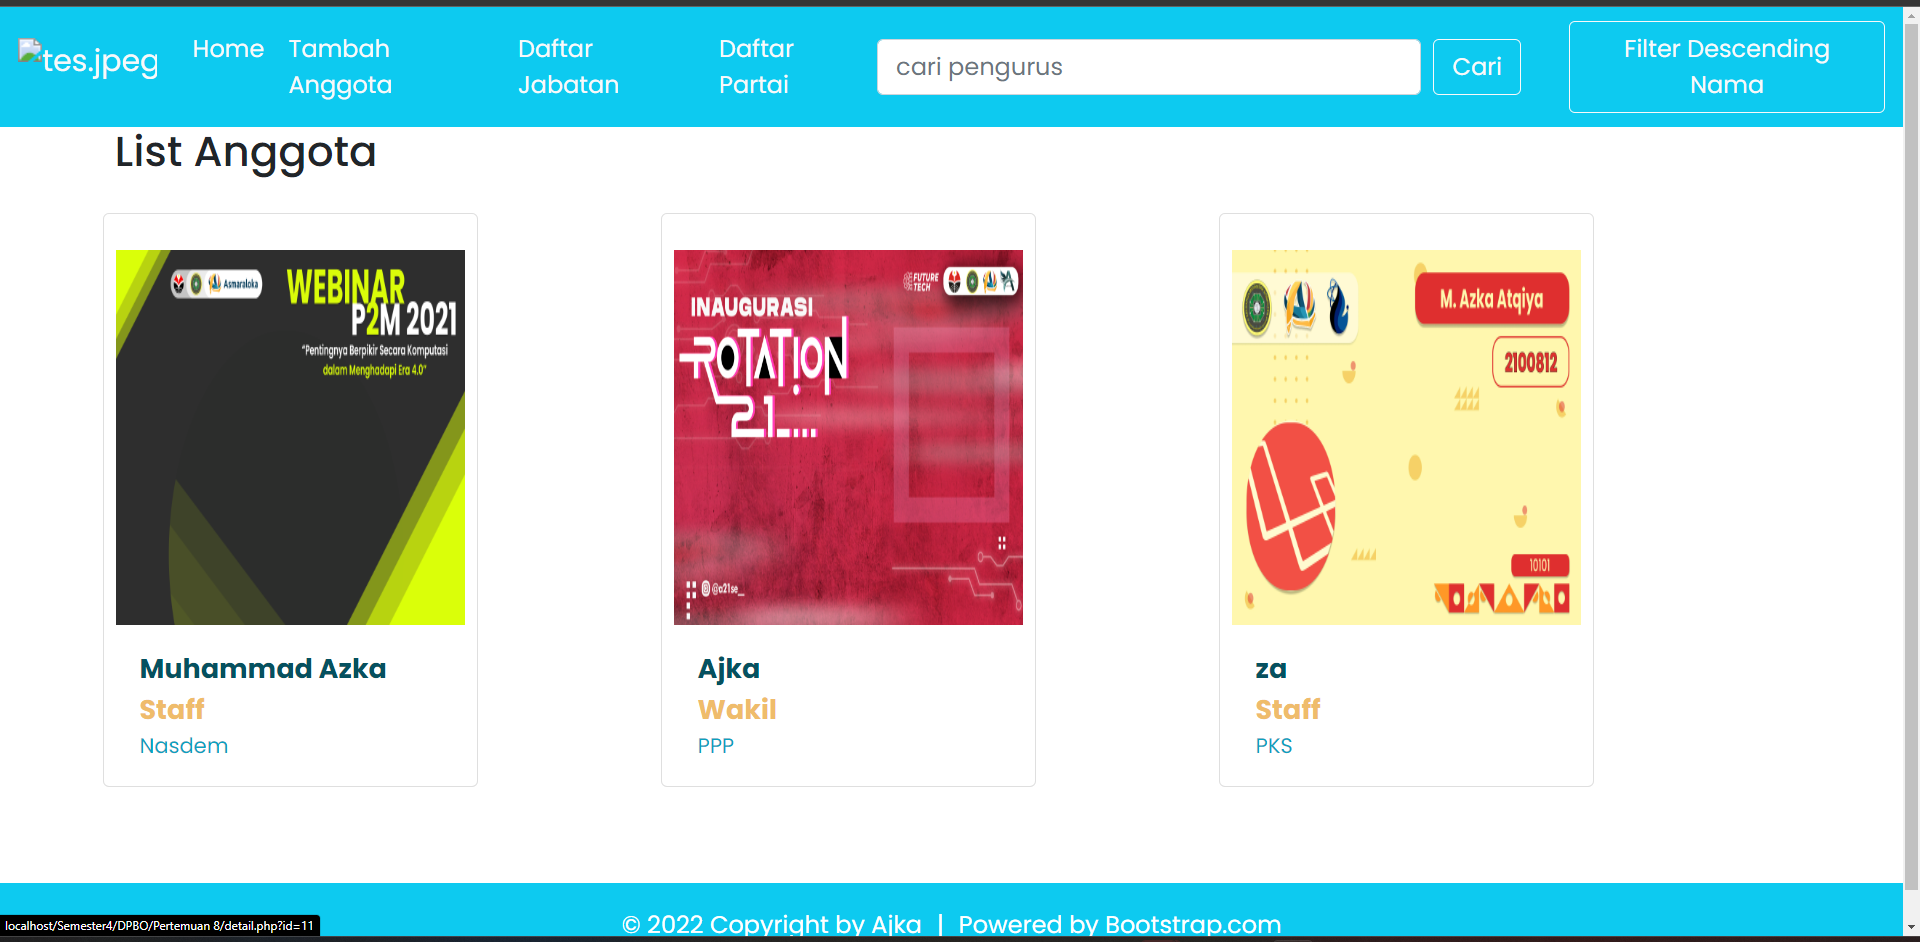 tes.jpeg
Home
Tambah
Anggota
Daftar
Jabatan
Daftar
Partai
cari pengurus
Cari
Filter Descending
Nama
List Anggota
Asmaraloka
WEBINAR
P2M 2021
"Pentingnya Berpikir Secara Komputasi
dalam Menghadapi Era 4.0"
Muhammad Azka
Staff
Nasdem
FUTURE
TECH
INAUGURASI
ROTATION
21...
@a21se_
Ajka
Wakil
PPP
M. Azka Atqiya
2100812
10101
za
Staff
PKS
© 2022 Copyright by Ajka | Powered by Bootstrap.com
localhost/Semester4/DPBO/Pertemuan 8/detail.php?id=11